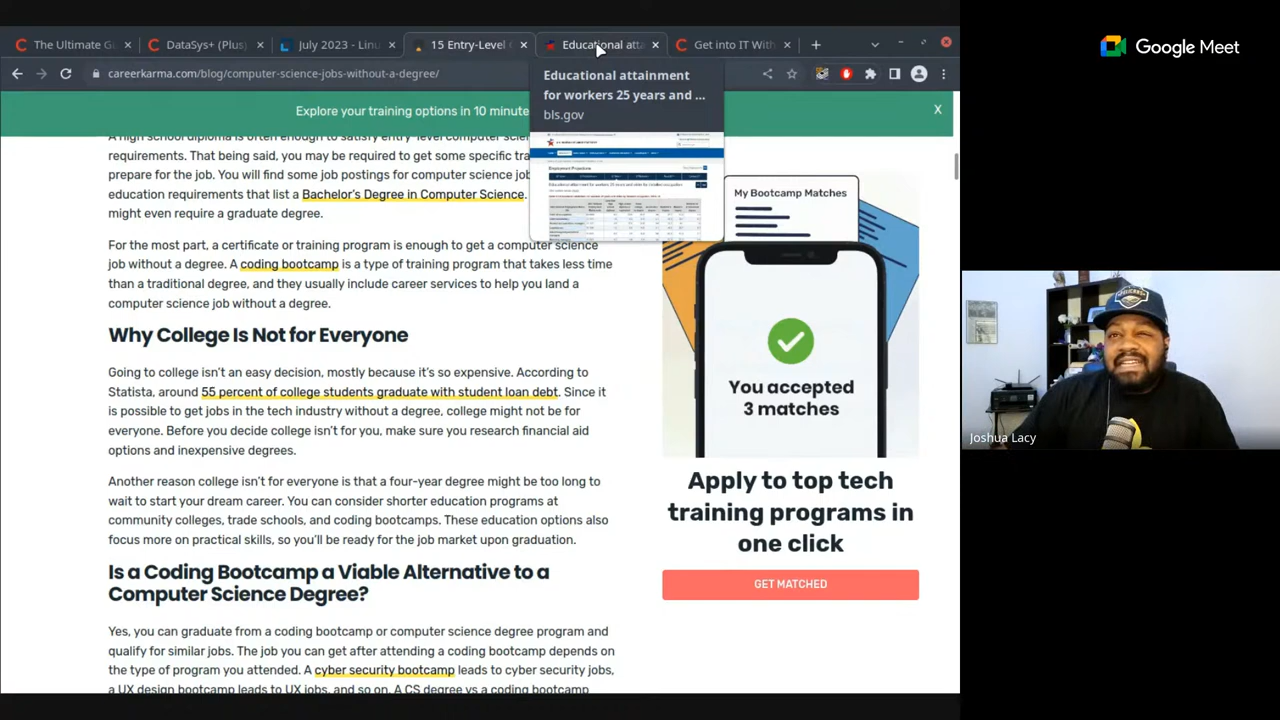 Google Meet
The Ultimate G
DataSys+ (Plus)
July 2023 - Linu
15 Entry-Level
Educational atta
Get into IT With
careerkarma.com/blog/computer-science-jobs-without-a-degree/
Educational attainment
for workers 25 years and ...
bls.gov
Explore your training options in 10 minute
X
A high school diploma is often enough to satisfy entry-level computer scien
requirements. That being said, you may be required to get some specific tra
prepare for the job. You will find some job postings for computer science job
education requirements that list a Master's in Computer Science.
might even require a graduate degree.
For the most part, a certificate or training program is enough to get a computer science
job without a degree. A coding bootcamp is a type of training program that takes less time
than a traditional degree, and they usually include career services to help you land a
computer science job without a degree.
Why College Is Not for Everyone
Going to college isn't an easy decision, mostly because it's so expensive. According to
Statista, around 55 percent of college students graduate with student loan debt. Since it
is possible to get jobs in the tech industry without a degree, college might not be for
everyone. Before you decide college isn't for you, make sure you research financial aid
options and inexpensive degrees.
Another reason college isn't for everyone is that a four-year degree might be too long to
wait to start your dream career. You can consider shorter education programs at
community colleges, trade schools, and coding bootcamps. These education options also
focus more on practical skills, so you'll be ready for the job market upon graduation.
Is a Coding Bootcamp a Viable Alternative to a
Computer Science Degree?
Yes, you can graduate from a coding bootcamp or computer science degree program and
qualify for similar jobs. The job you can get after attending a coding bootcamp depends on
the type of program you attended. A cyber security bootcamp leads to cyber security jobs,
a UX design bootcamp leads to UX jobs, and so on. A CS degree vs a coding bootcamp
My Bootcamp Matches
You accepted
3 matches
Apply to top tech
training programs in
one click
GET MATCHED
Joshua Lacy